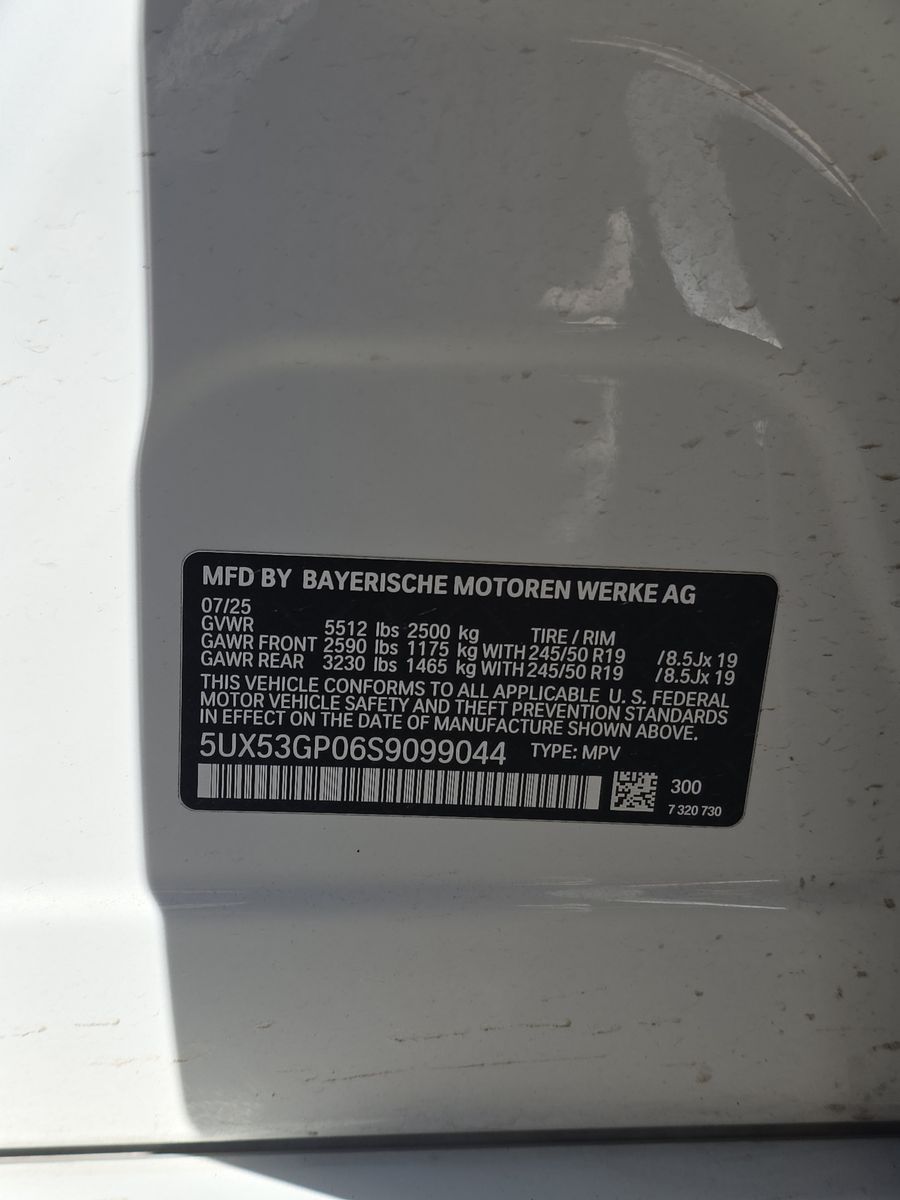 MFD BY BAYERISCHE MOTOREN WERKE AG
07/25
GVWR 5512 lbs 2500 kg TIRE / RIM
GAWR FRONT 2590 lbs 1175 kg WITH 245/50 R19 /8.5Jx 19
GAWR REAR 3230 lbs 1465 kg WITH 245/50 R19 /8.5Jx 19
THIS VEHICLE CONFORMS TO ALL APPLICABLE U. S. FEDERAL
MOTOR VEHICLE SAFETY AND THEFT PREVENTION STANDARDS
IN EFFECT ON THE DATE OF MANUFACTURE SHOWN ABOVE.
5UX53GP06S9099044 TYPE: MPV
300
7 320 730